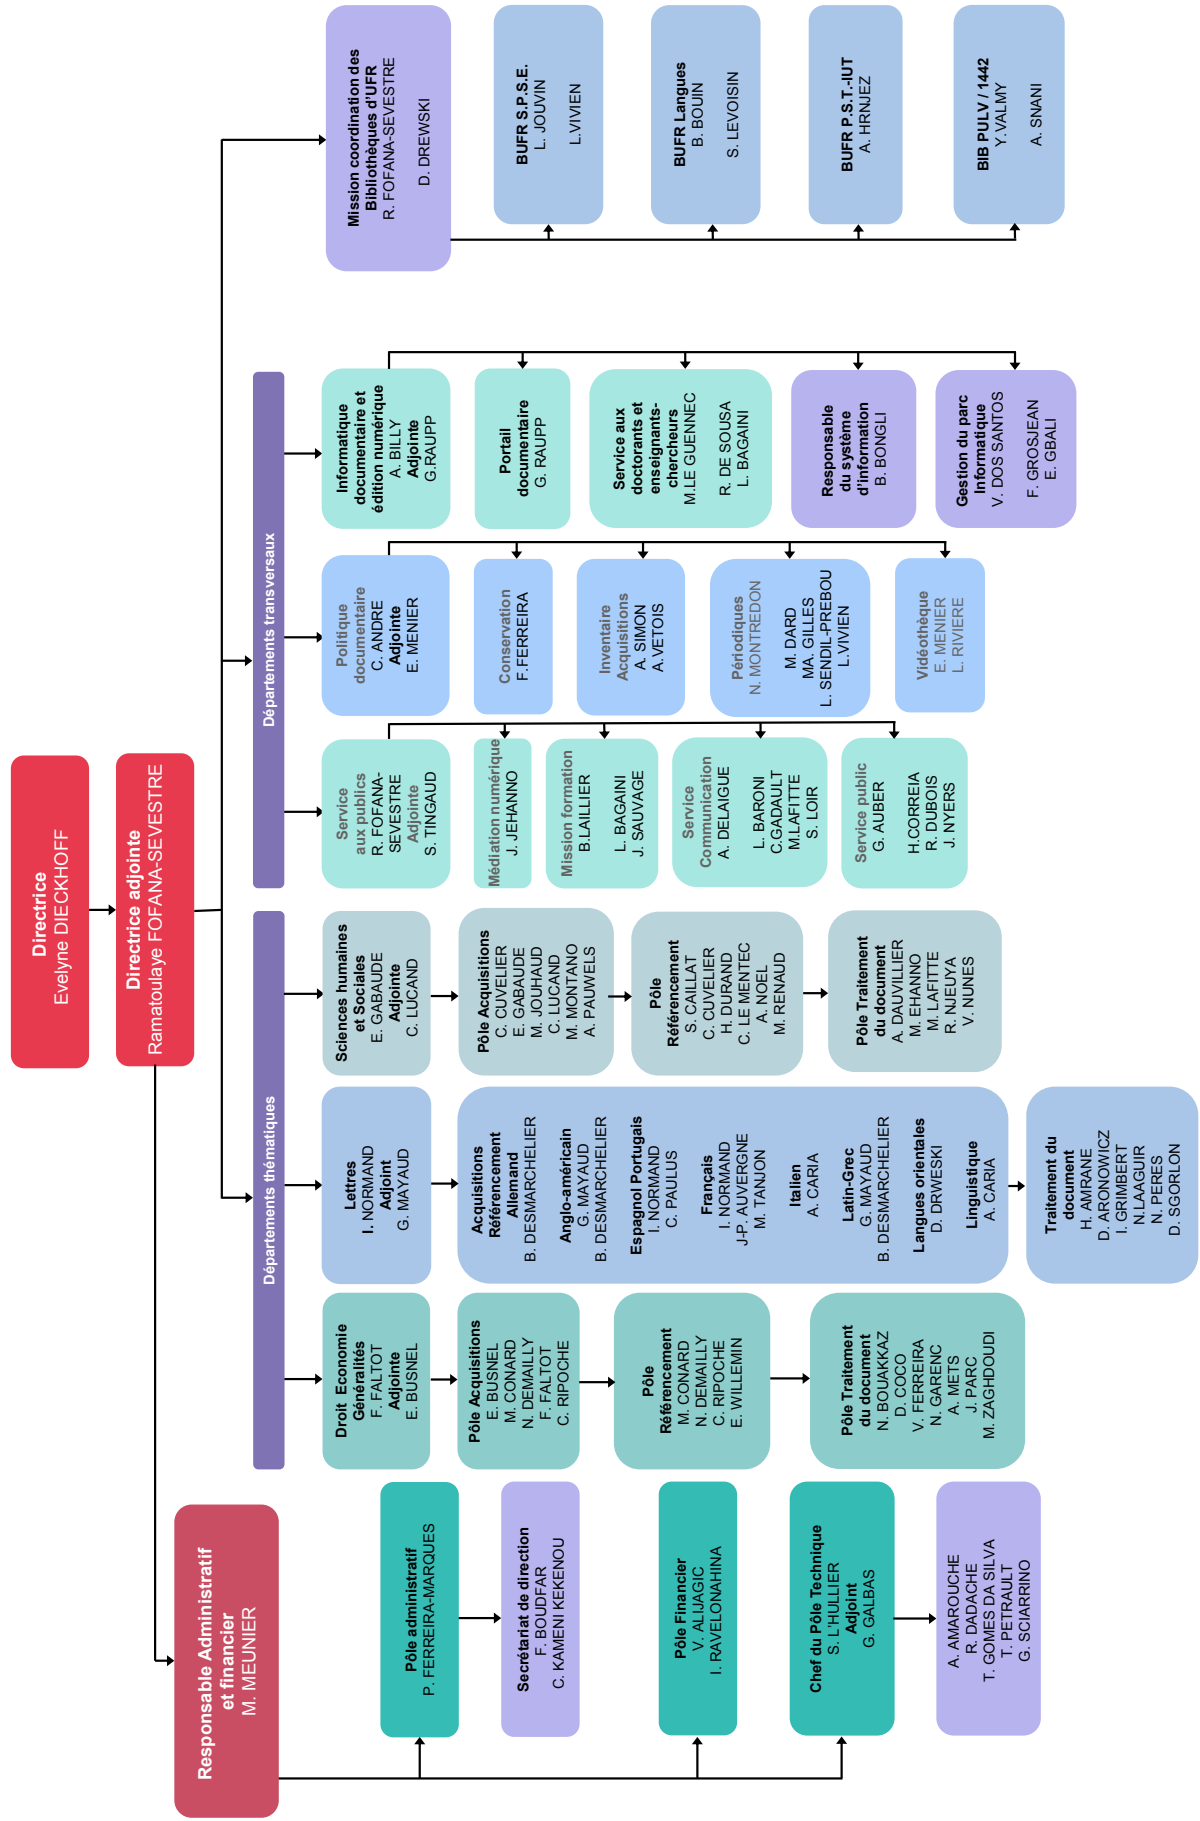 Directrice
Evelyne DIECKHOFF
Directrice adjointe
Ramatoulaye FOFANA-SEVESTRE
Responsable Administratif
et financier
M. MEUNIER
Pôle administratif
P. FERREIRA-MARQUES
Secrétariat de direction
F. BOUDFAR
C. KAMENI KEKENOU
Pôle Financier
V. ALIJAGIC
I. RAVELONAHINA
Chef du Pôle Technique
S. L'HULLIER
Adjoint
G. GALBAS
A. AMAROUCHE
R. DADACHE
T. GOMES DA SILVA
T. PETRAULT
G. SCIARRINO
Départements thématiques
Droit Economie
Généralités
F. FALTOT
Adjointe
E. BUSNEL
Pôle Acquisitions
E. BUSNEL
M. CONARD
N. DEMAILLY
F. FALTOT
C. RIPOCHE
Pôle
Référencement
M. CONARD
N. DEMAILLY
C. RIPOCHE
E. WILLEMIN
Pôle Traitement
du document
N. BOUAKKAZ
D. COCO
V. FERREIRA
N. GARENC
A. METS
J. PARC
M. ZAGHDOUDI
Lettres
I. NORMAND
Adjoint
G. MAYAUD
Acquisitions
Référencement
Allemand
B. DESMARCHELIER
Anglo-américain
G. MAYAUD
B. DESMARCHELIER
Espagnol Portugais
I. NORMAND
C. PAULUS
Français
I. NORMAND
J-P. AUVERGNE
M. TANJON
Italien
A. CARIA
Latin-Grec
G. MAYAUD
B. DESMARCHELIER
Langues orientales
D. DRWESKI
Linguistique
A. CARIA
Traitement du
document
H. AMRANE
D. ARONOWICZ
I. GRIMBERT
N.LAAGUIR
N. PERES
D. SGORLON
Sciences humaines
et Sociales
E. GABAUDE
Adjointe
C. LUCAND
Pôle Acquisitions
C. CUVELIER
E. GABAUDE
M. JOUHAUD
C. LUCAND
M. MONTANO
A. PAUWELS
Pôle
Référencement
S. CAILLAT
C. CUVELIER
H. DURAND
C. LE MENTEC
A. NOEL
M. RENAUD
Pôle Traitement
du document
A. DAUVILLIER
M. EHANNO
M. LAFITTE
R. NJEUYA
V. NUNES
Départements transversaux
Service
aux publics
R. FOFANA-
SEVESTRE
Adjointe
S. TINGAUD
Médiation numérique
J. JEHANNO
Mission formation
B.LAILLIER
L. BAGAINI
J. SAUVAGE
Service
Communication
A. DELAIGUE
L. BARONI
C.GADAULT
M.LAFITTE
S. LOIR
Service public
G. AUBER
H.CORREIA
R. DUBOIS
J. NYERS
Politique
documentaire
C. ANDRE
Adjointe
E. MENIER
Conservation
F. FERREIRA
Inventaire
Acquisitions
A. SIMON
A. VETOIS
Périodiques
N. MONTREDON
M. DARD
MA. GILLES
L. SENDIL-PREBOU
L.VIVIEN
Vidéothèque
E. MENIER
L. RIVIERE
Informatique
documentaire et
édition numérique
A. BILLY
Adjointe
G.RAUPP
Portail
documentaire
G. RAUPP
Service aux
doctorants et
enseignants-
chercheurs
M.LE GUENNEC
R. DE SOUSA
L. BAGAINI
Responsable
du système
d'information
B. BONGLI
Gestion du parc
Informatique
V. DOS SANTOS
F. GROSJEAN
E. GBALI
Mission coordination des
Bibliothèques d'UFR
R. FOFANA-SEVESTRE
D. DREWSKI
BUFR S.P.S.E.
L. JOUVIN
L.VIVIEN
BUFR Langues
B. BOUIN
S. LEVOISIN
BUFR P.S.T.-IUT
A. HRNJEZ
BIB PULV / 1442
Y. VALMY
A. SNANI